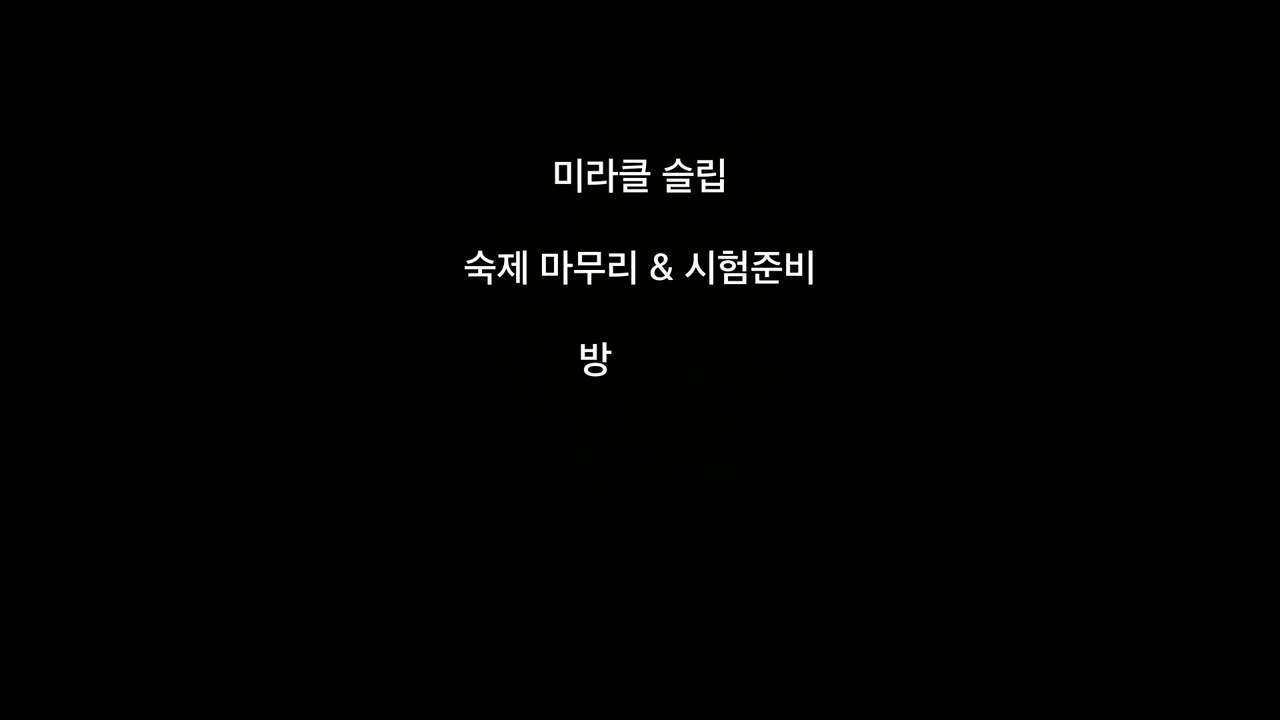 미라클 슬립
숙제 마무리 & 시험준비
방